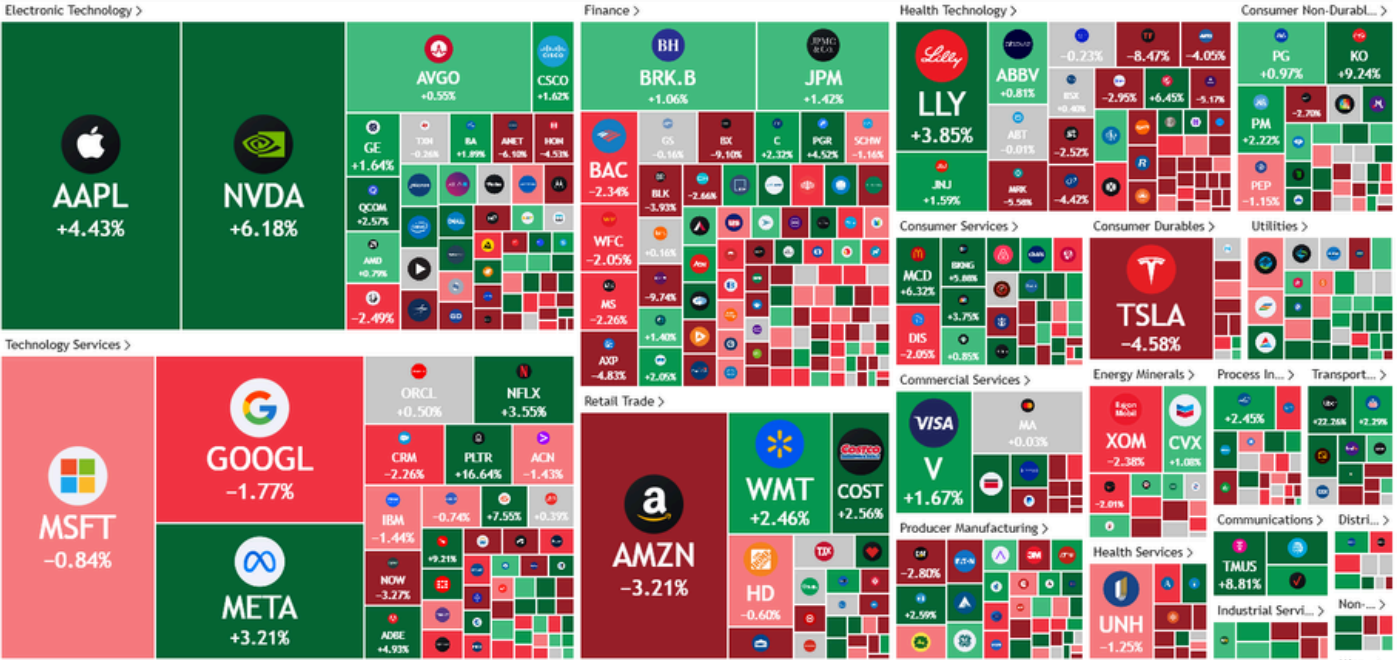 Electronic Technology >
AAPL
+4.43%
NVDA
+6.18%
AVGO
+0.55%
CISCO
CSCO
+1.62%
GE
+1.64%
TXN
-0.26%
BA
+1.89%
ANET
-6.10%
HON
-4.53%
QCOM
+2.57%
AMD
+0.79%
-2.49%
Technology Services >
MSFT
−0.84%
GOOGL
−1.77%
META
+3.21%
ORCL
+0.50%
NFLX
+3.55%
CRM
−2.26%
PLTR
+16.64%
ACN
−1.43%
IBM
−1.44%
−0.74%
+7.55%
+0.39%
NOW
−3.27%
+9.21%
ADBE
+4.93%
Finance >
BH
BRK.B
+1.06%
JPMC
& Co.
JPM
+1.42%
BAC
−2.34%
GS
−0.16%
BX
−9.10%
C
+2.32%
PGR
+4.52%
SCHW
−1.16%
BLK
−3.93%
−2.66%
WFC
−2.05%
+0.16%
MS
−2.26%
−9.74%
+1.40%
AXP
−4.83%
+2.05%
Retail Trade >
AMZN
−3.21%
WMT
+2.46%
COSTCO
COST
+2.56%
HD
−0.60%
TJX
Health Technology >
Lilly
LLY
+3.85%
ABBV
+0.81%
−0.23%
−8.47%
−4.05%
BSX
+0.40%
−2.95%
+6.45%
−5.17%
ABT
−0.01%
−2.52%
JNJ
+1.59%
MRK
−5.58%
−4.42%
Consumer Non-Durabl... >
PG
+0.97%
KO
+9.24%
PM
+2.22%
−2.70%
PEP
−1.15%
Consumer Services >
MCD
+6.32%
BKNG
+5.88%
+3.75%
DIS
−2.05%
+0.85%
Consumer Durables >
TSLA
−4.58%
Utilities >
Commercial Services >
VISA
V
+1.67%
MA
+0.03%
Energy Minerals >
Exxon
Mobil
XOM
−2.38%
CVX
+1.08%
−2.01%
Process In... >
+2.45%
Transport... >
+22.26%
+2.29%
Producer Manufacturing >
−2.80%
+2.59%
Health Services >
UNH
−1.25%
Communications >
TMUS
+8.81%
Distri... >
Industrial Servi... >
Non-... >